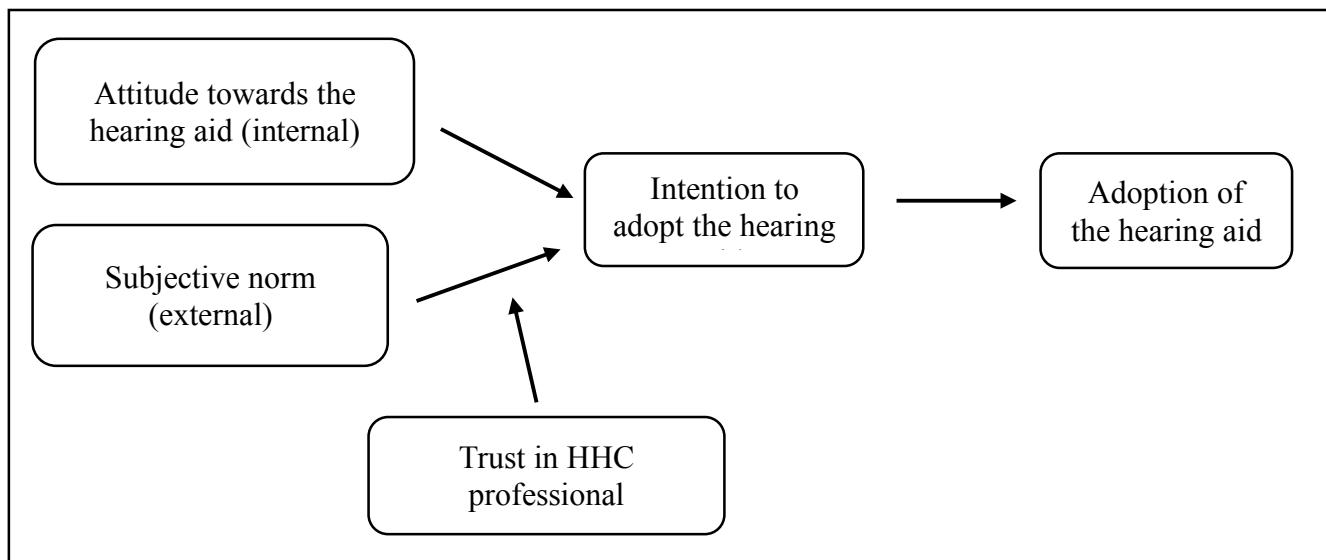 Attitude towards the
hearing aid (internal)
Subjective norm
(external)
Trust in HHC
professional
Intention to
adopt the hearing
Adoption of
the hearing aid